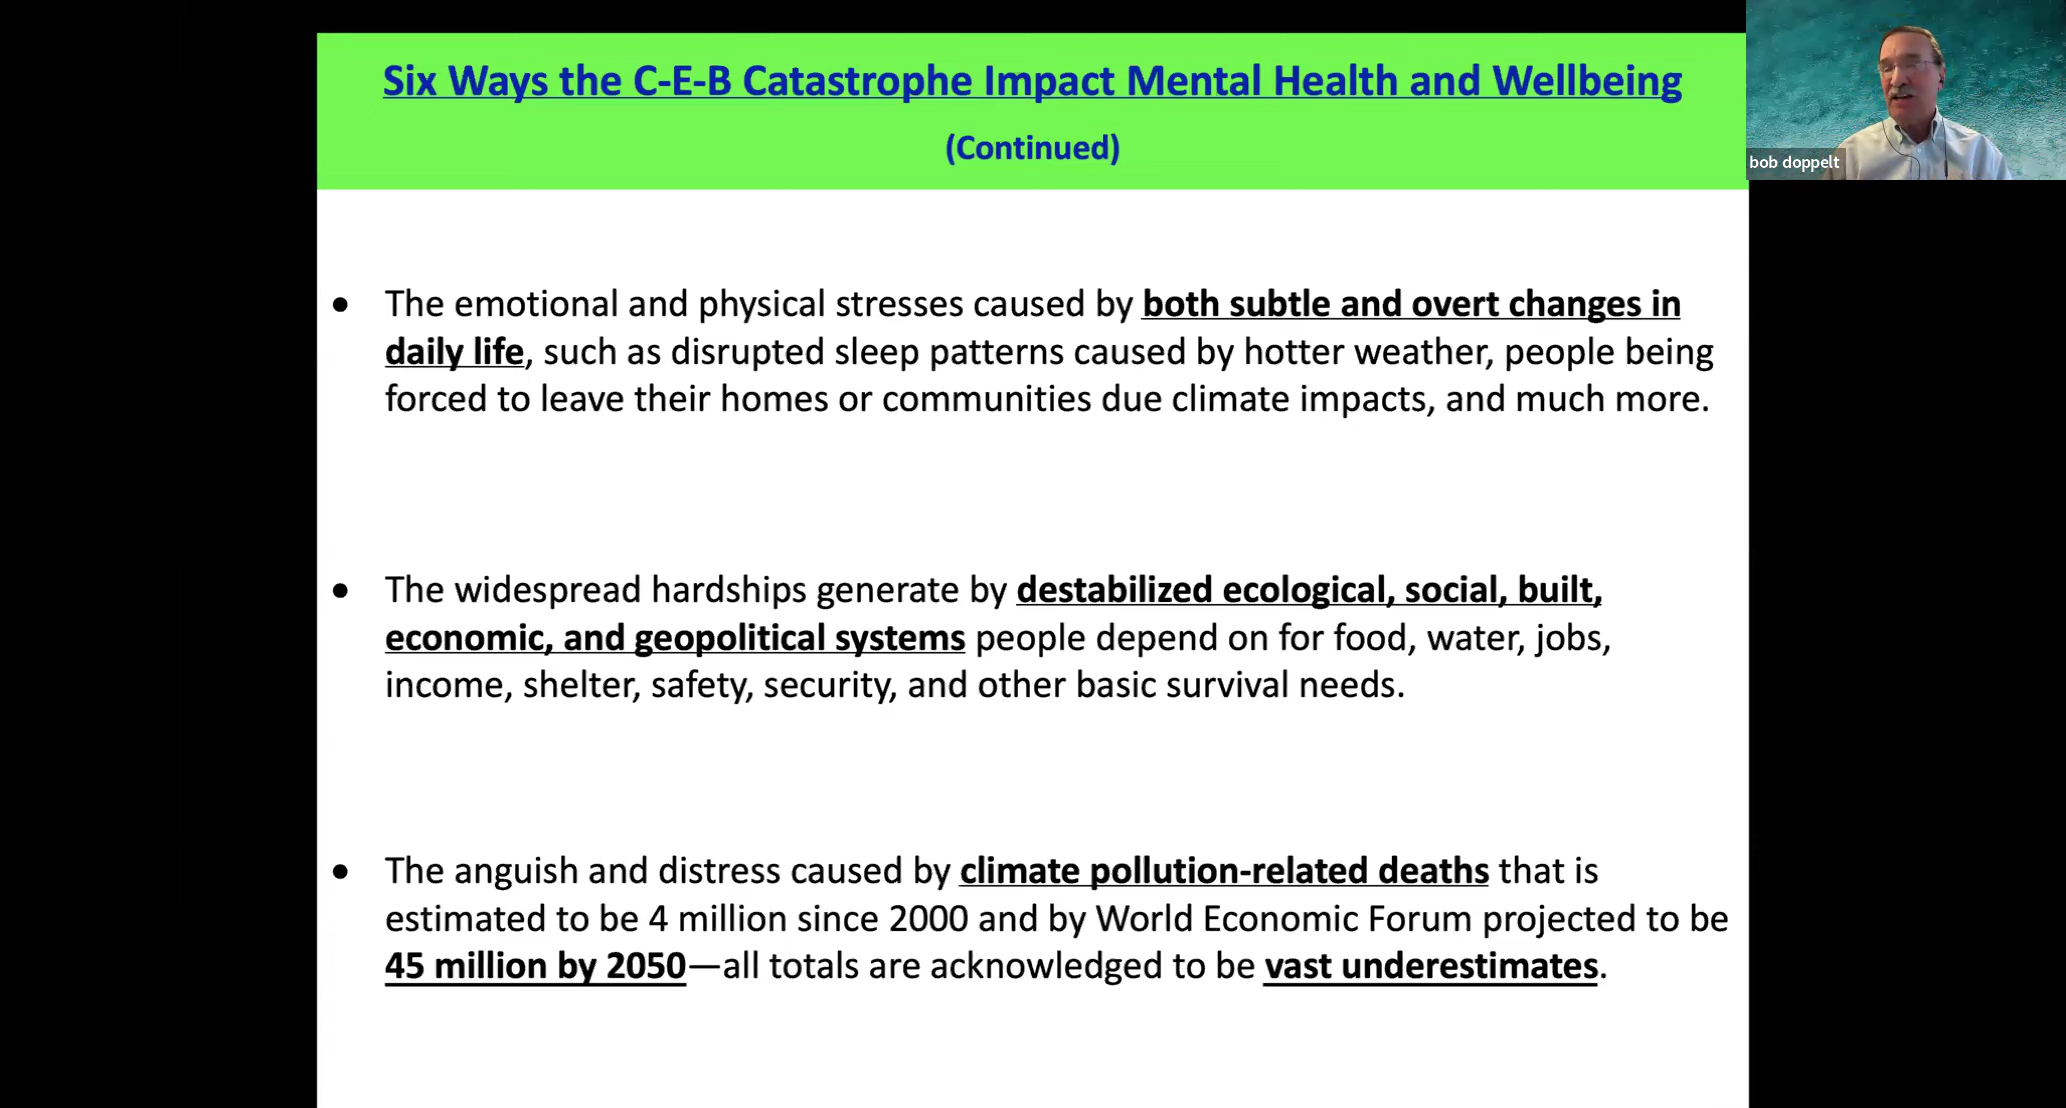 Six Ways the C-E-B Catastrophe Impact Mental Health and Wellbeing
(Continued)
bob doppelt
• The emotional and physical stresses caused by both subtle and overt changes in
daily life, such as disrupted sleep patterns caused by hotter weather, people being
forced to leave their homes or communities due climate impacts, and much more.
• The widespread hardships generate by destabilized ecological, social, built,
economic, and geopolitical systems people depend on for food, water, jobs,
income, shelter, safety, security, and other basic survival needs.
• The anguish and distress caused by climate pollution-related deaths that is
estimated to be 4 million since 2000 and by World Economic Forum projected to be
45 million by 2050—all totals are acknowledged to be vast underestimates.